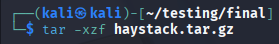 ┌──(kali㉿kali)-[~/testing/final]
└─$ tar -xzf haystack.tar.gz